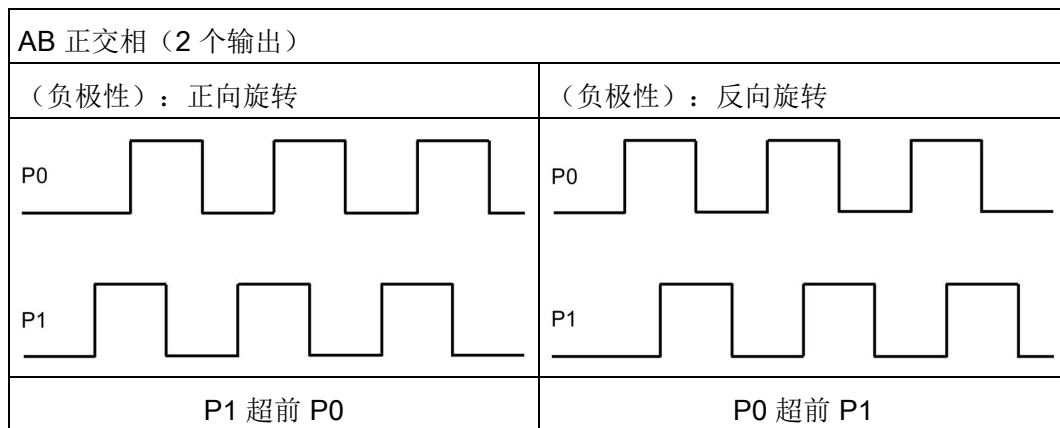 AB 正交相（2 个输出）
（负极性）：正向旋转
（负极性）：反向旋转
P0
P0
P1
P1
P1 超前 P0
P0 超前 P1